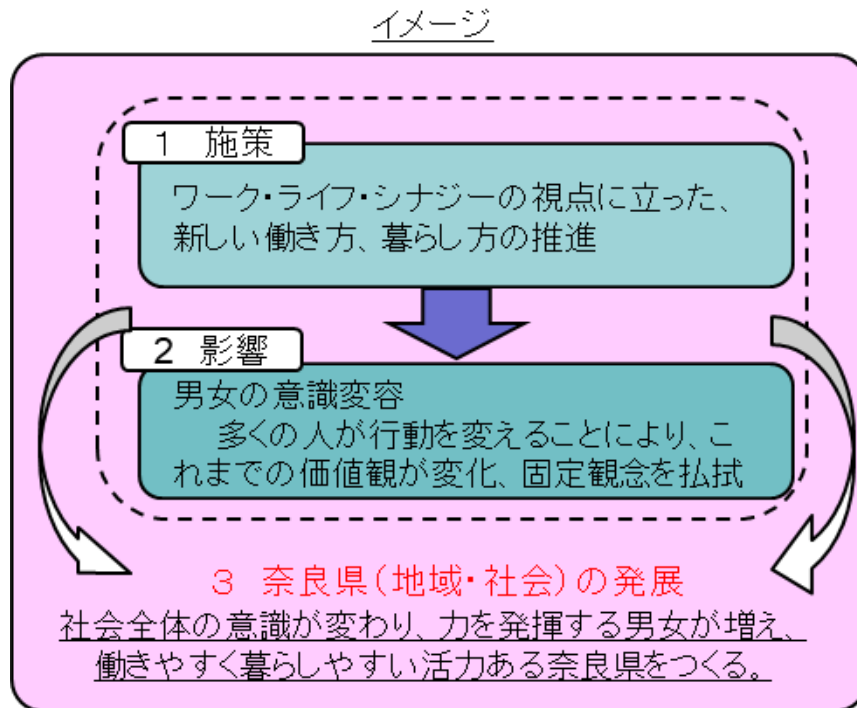 イメージ
1 施策
ワーク・ライフ・シナジーの視点に立った、
新しい働き方、暮らし方の推進
2 影響
男女の意識変容
多くの人が行動を変えることにより、こ
れまでの価値観が変化、固定観念を払拭
3 奈良県(地域・社会)の発展
社会全体の意識が変わり、力を発揮する男女が増え、
働きやすく暮らしやすい活力ある奈良県をつくる。